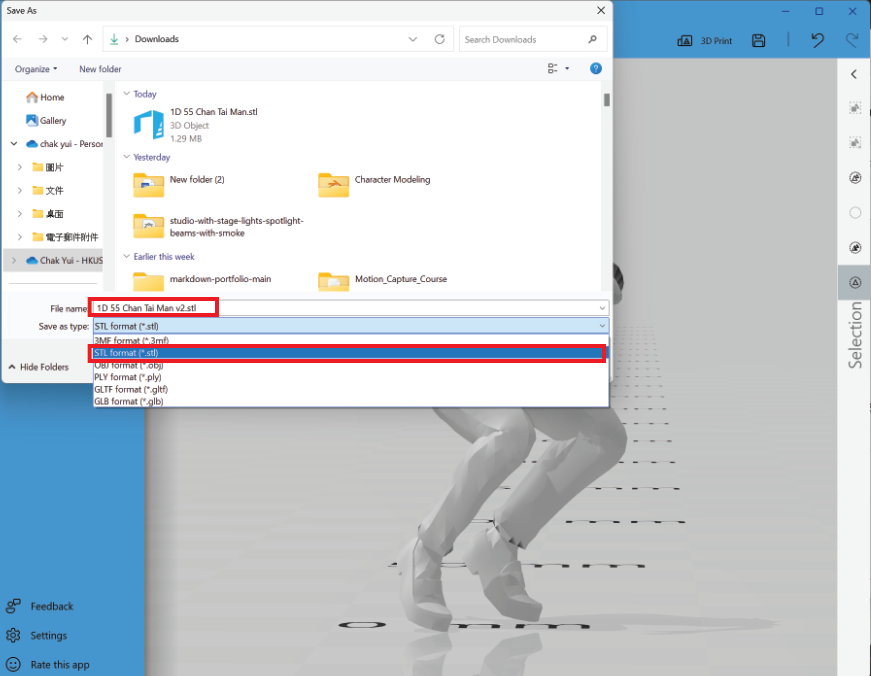 Save As
Downloads
Search Downloads
3D Print
Organize
New folder
Home
Gallery
chak yui - Person
圖片
文件
桌面
電子郵件附件
Chak Yui - HKUS
Today
1D 55 Chan Tai Man.stl
3D Object
1.29 MB
Yesterday
New folder (2)
Character Modeling
studio-with-stage-lights-spotlight-
beams-with-smoke
Earlier this week
markdown-portfolio-main
Motion_Capture_Course
File name:
1D 55 Chan Tai Man v2.stl
Save as type:
STL format (*.stl)
3MF format (*.3mf)
STL format (*.stl)
OBJ format (*.obj)
PLY format (*.ply)
GLTF format (*.gltf)
GLB format (*.glb)
Hide Folders
Selection
Feedback
Settings
Rate this app